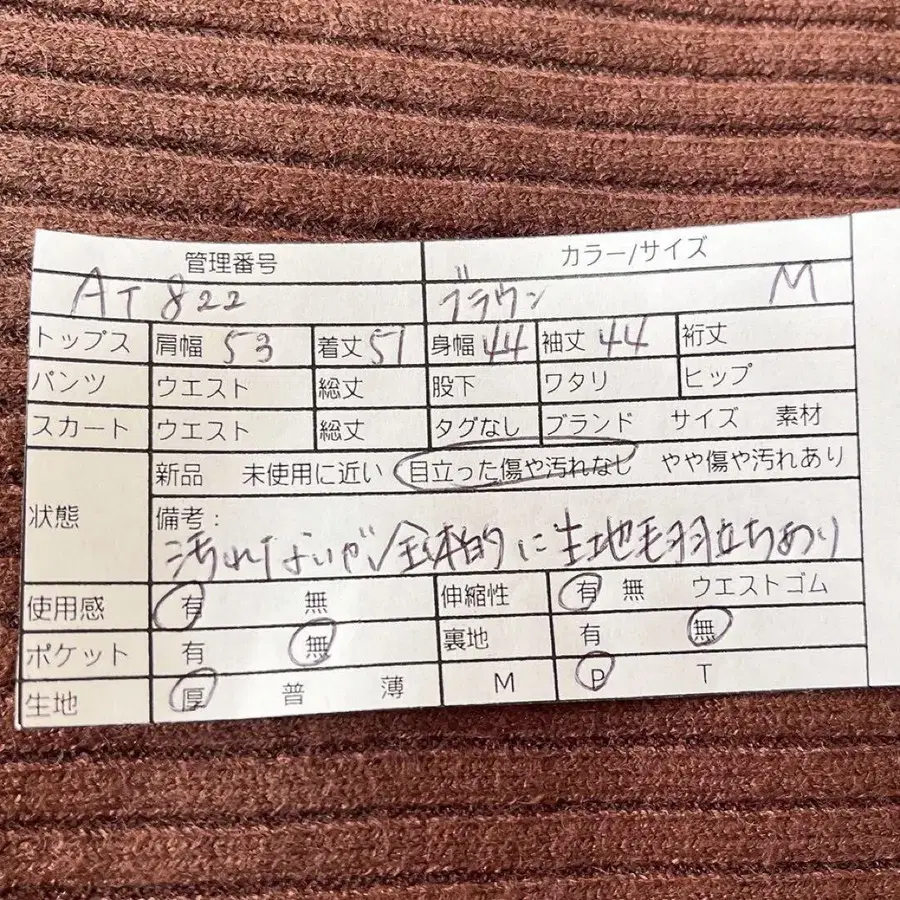 管理番号 カラー/サイズ
AT822 ブラウン M
トップス 肩幅 53 着丈 51 身幅 44 袖丈 44 裄丈
パンツ ウエスト 総丈 股下 ワタリ ヒップ
スカート ウエスト 総丈 タグなし ブランド サイズ 素材
状態 新品 未使用に近い 目立った傷や汚れなし やや傷や汚れあり
備考:
汚れないが、全体的に生地毛羽立ちあり
使用感 有 無 伸縮性 有 無 ウエストゴム
ポケット 有 無 裏地 有 無
生地 厚 普 薄 M P T